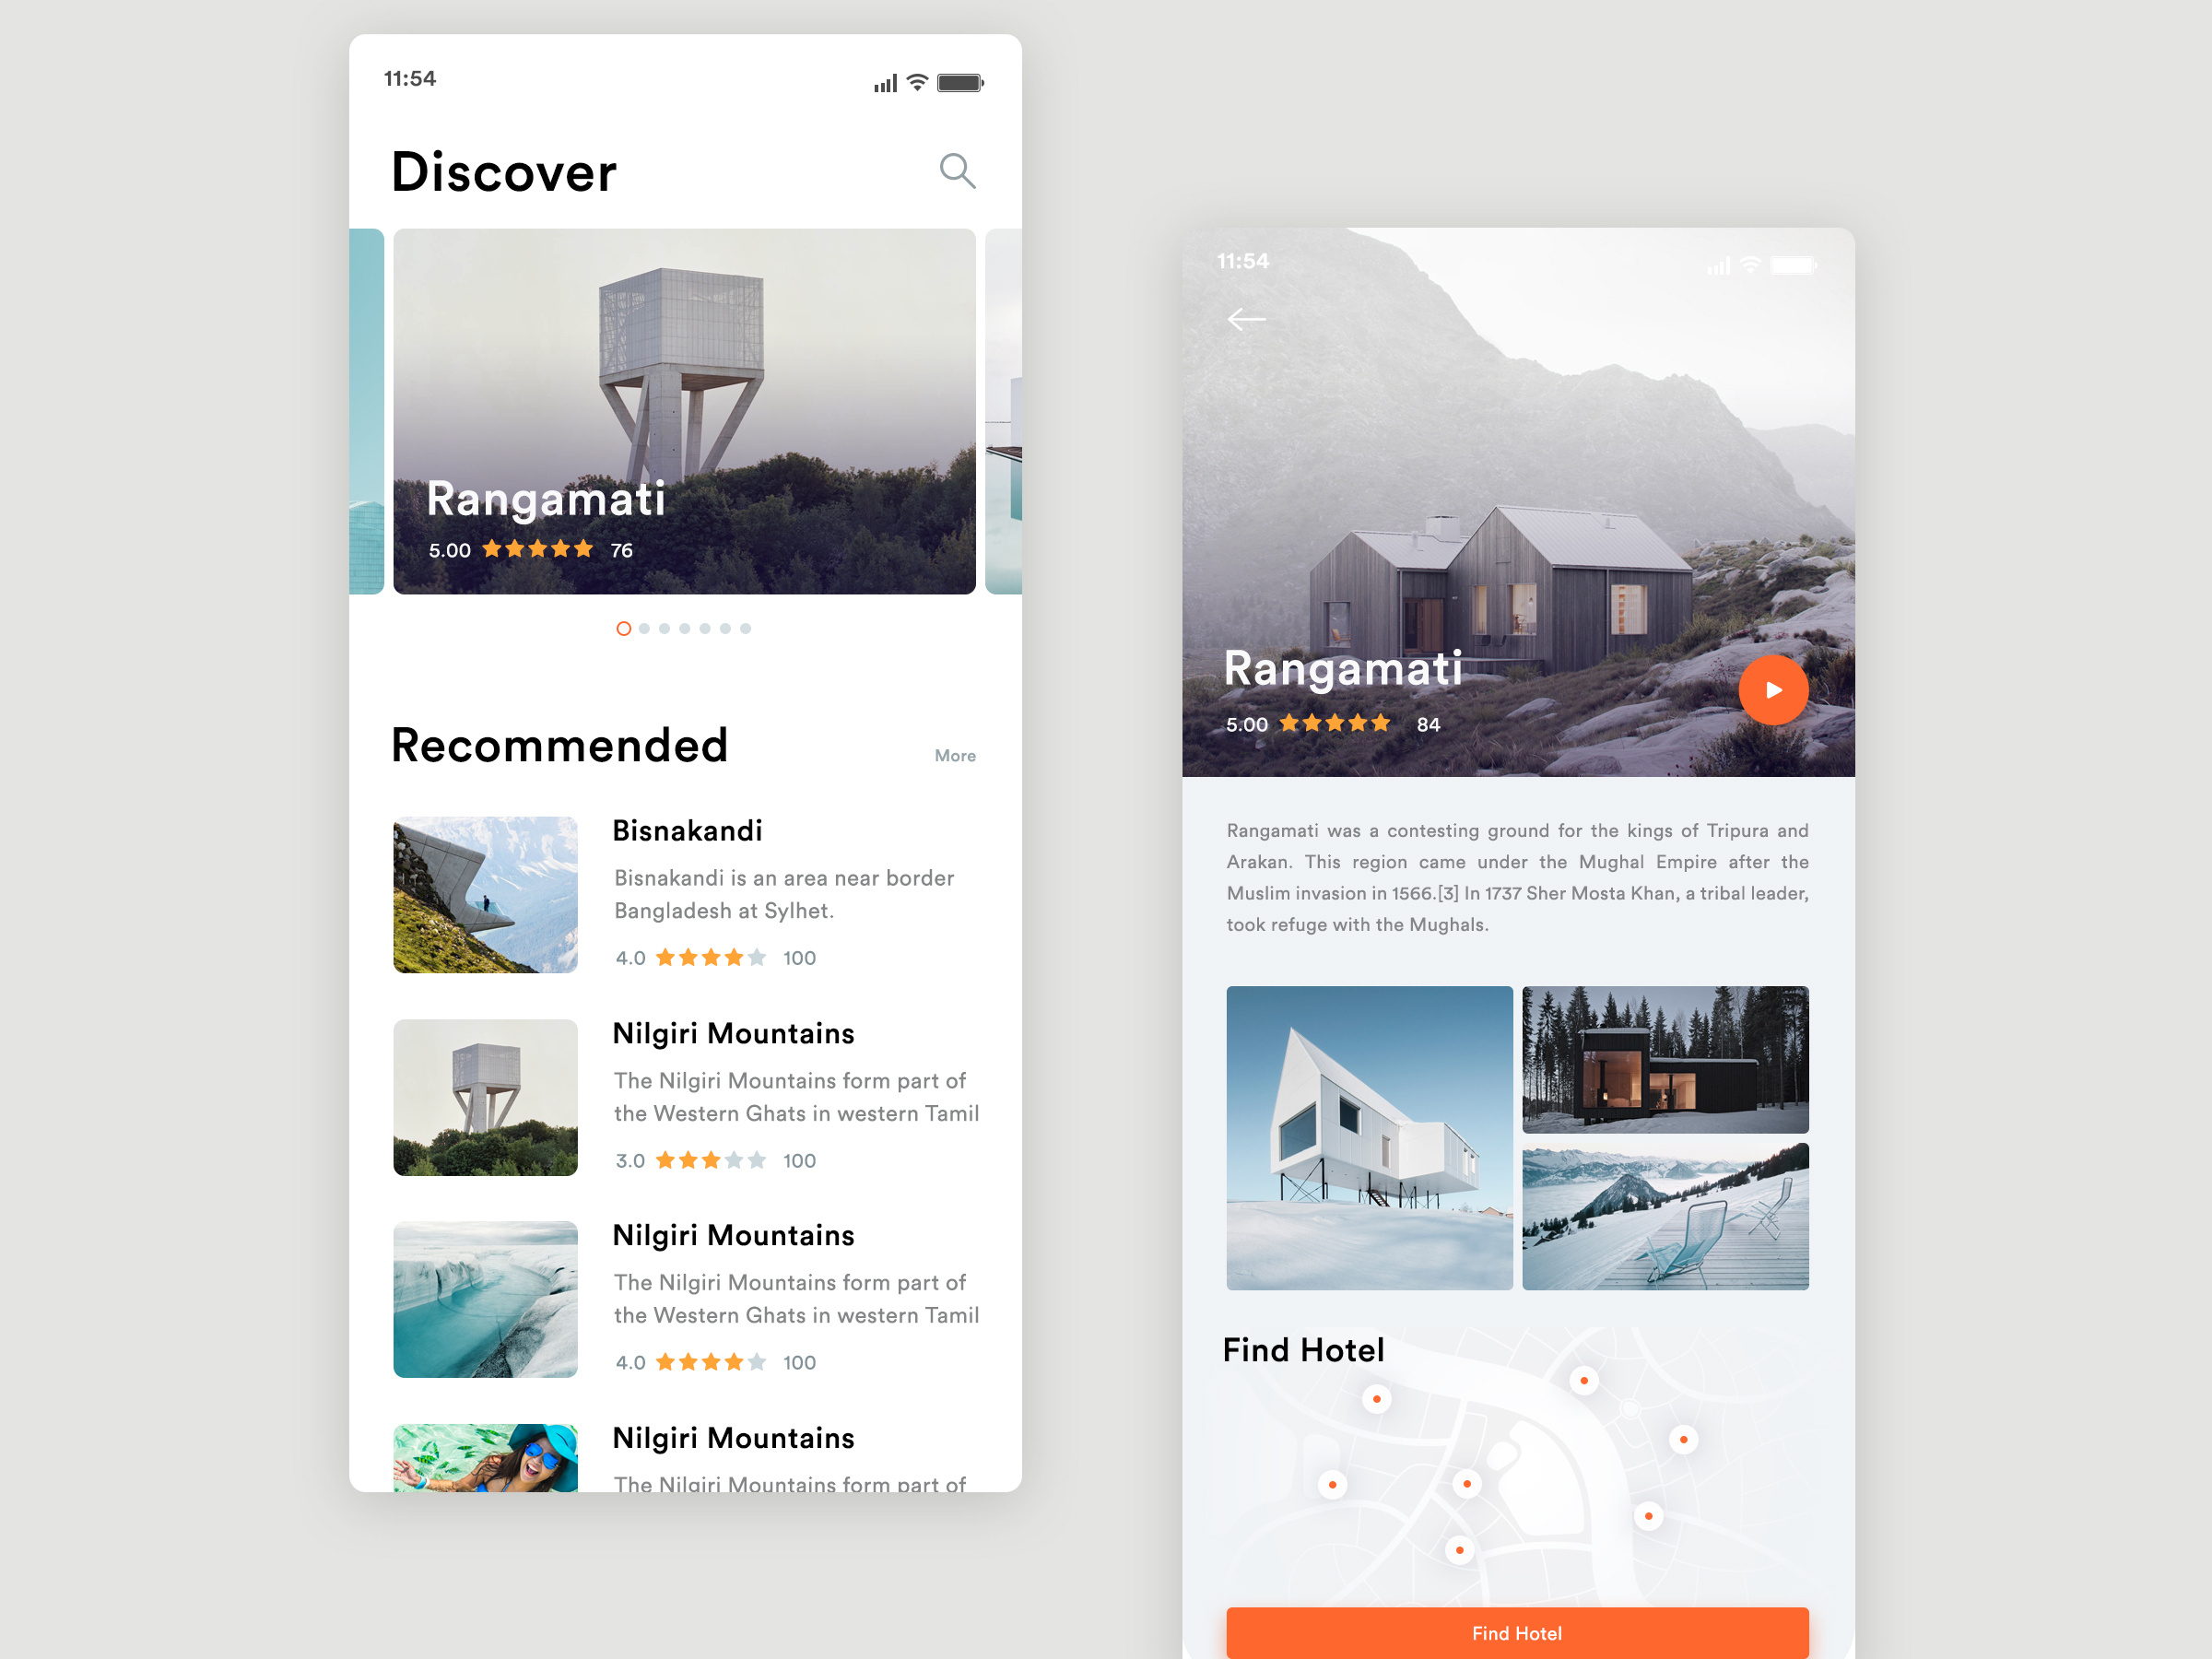 11:54
Discover
Rangamati
5.00 76
Recommended
More
Bisnakandi
Bisnakandi is an area near border
Bangladesh at Sylhet.
4.0 100
Nilgiri Mountains
The Nilgiri Mountains form part of
the Western Ghats in western Tamil
3.0 100
Nilgiri Mountains
The Nilgiri Mountains form part of
the Western Ghats in western Tamil
4.0 100
Nilgiri Mountains
The Nilgiri Mountains form part of
11:54
Rangamati
5.00 84
Rangamati was a contesting ground for the kings of Tripura and
Arakan. This region came under the Mughal Empire after the
Muslim invasion in 1566.[3] In 1737 Sher Mosta Khan, a tribal leader,
took refuge with the Mughals.
Find Hotel
Find Hotel